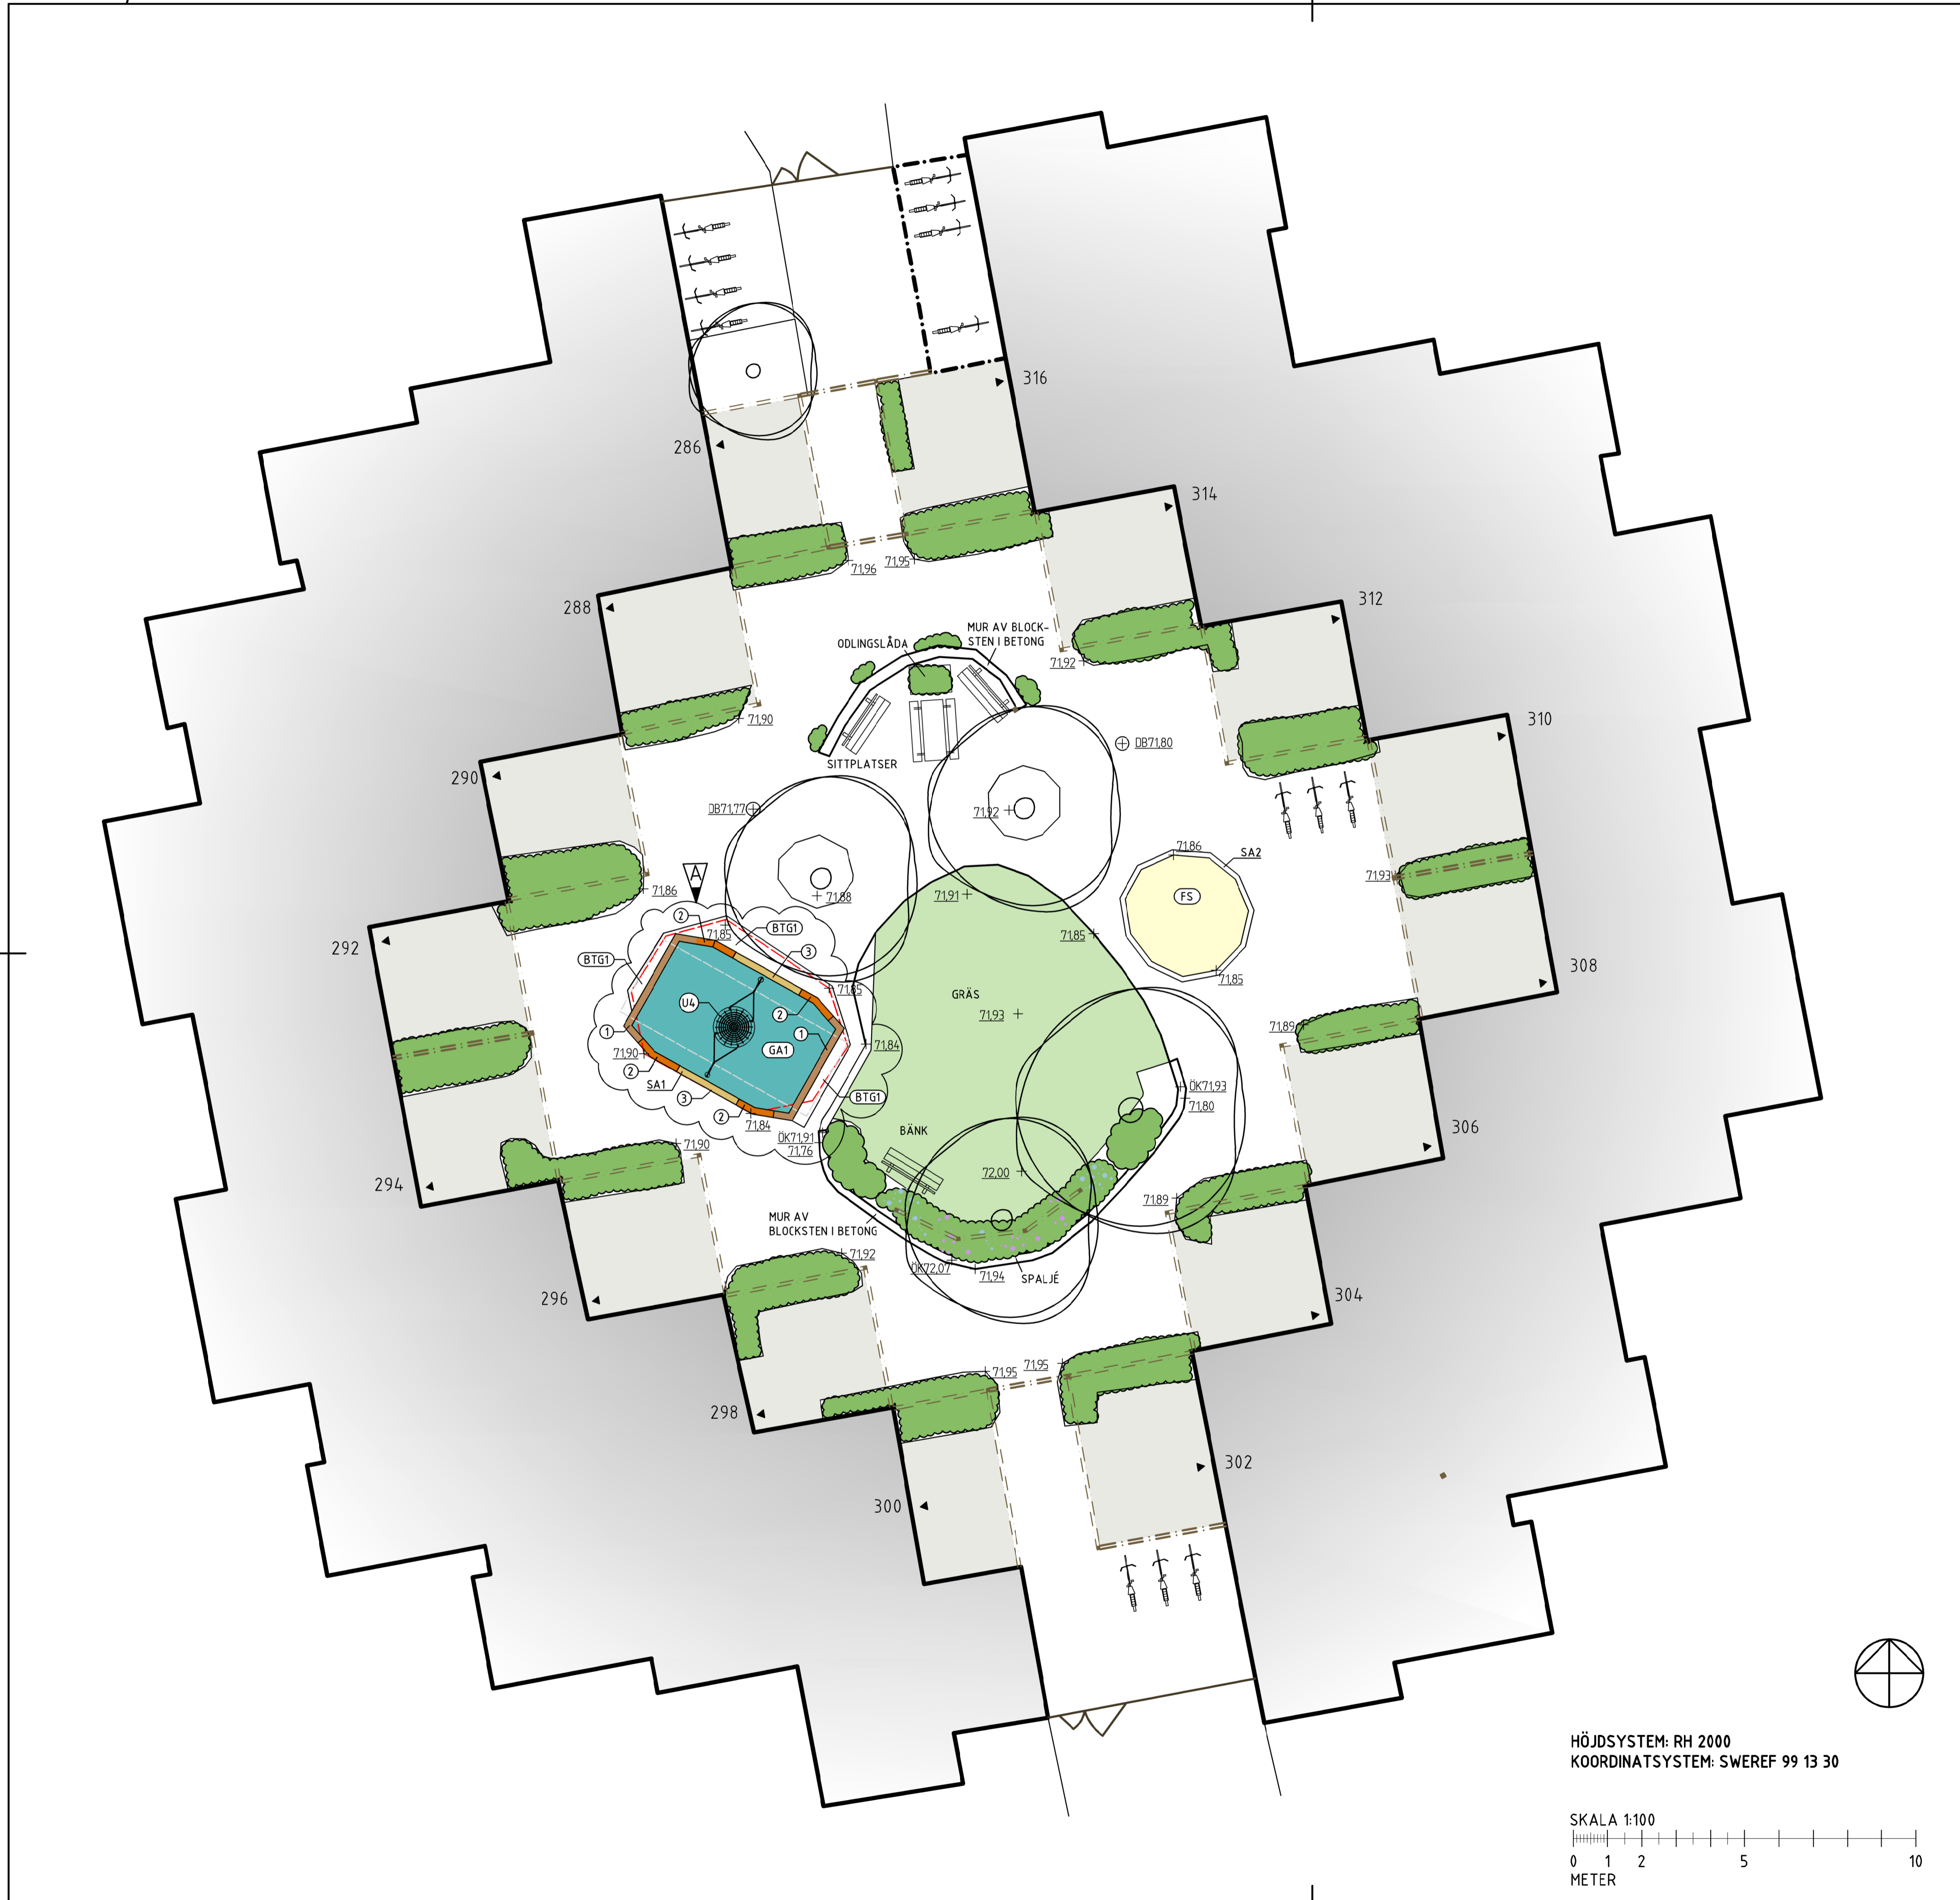 316
286
314
71,96
71,95
288
312
ODLINGSLÅDA
MUR AV BLOCK-
STEN I BETONG
71,92
71,90
310
290
SITTPLATSER
DB71,80
DB71,77
71,92
71,86
SA2
A
71,86
71,88
71,91
FS
71,93
2
BTG1
71,85
71,85
292
BTG1
3
308
71,85
71,85
U4
GRÄS
2
71,93
1
1
GA1
71,84
71,89
71,90
2
SA1
3
BTG1
ÖK71,93
71,80
2
71,84
306
ÖK71,91
71,76
BÄNK
71,90
294
72,00
71,89
MUR AV
BLOCKSTEN I BETONG
71,92
ÖK72,07
71,94
SPALJÉ
296
304
71,95
71,95
298
302
300
HÖJDSYSTEM: RH 2000
KOORDINATSYSTEM: SWEREF 99 13 30
SKALA 1:100
0 1 2 5 10
METER